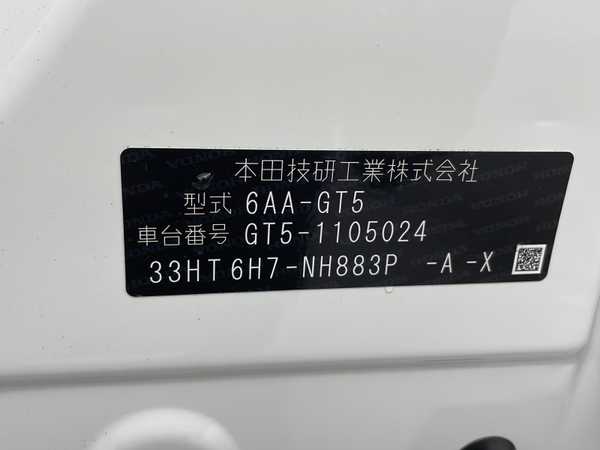 本田技研工業株式会社
型式 6AA-GT5
車台番号 GT5-1105024
33HT6H7-NH883P -A-X